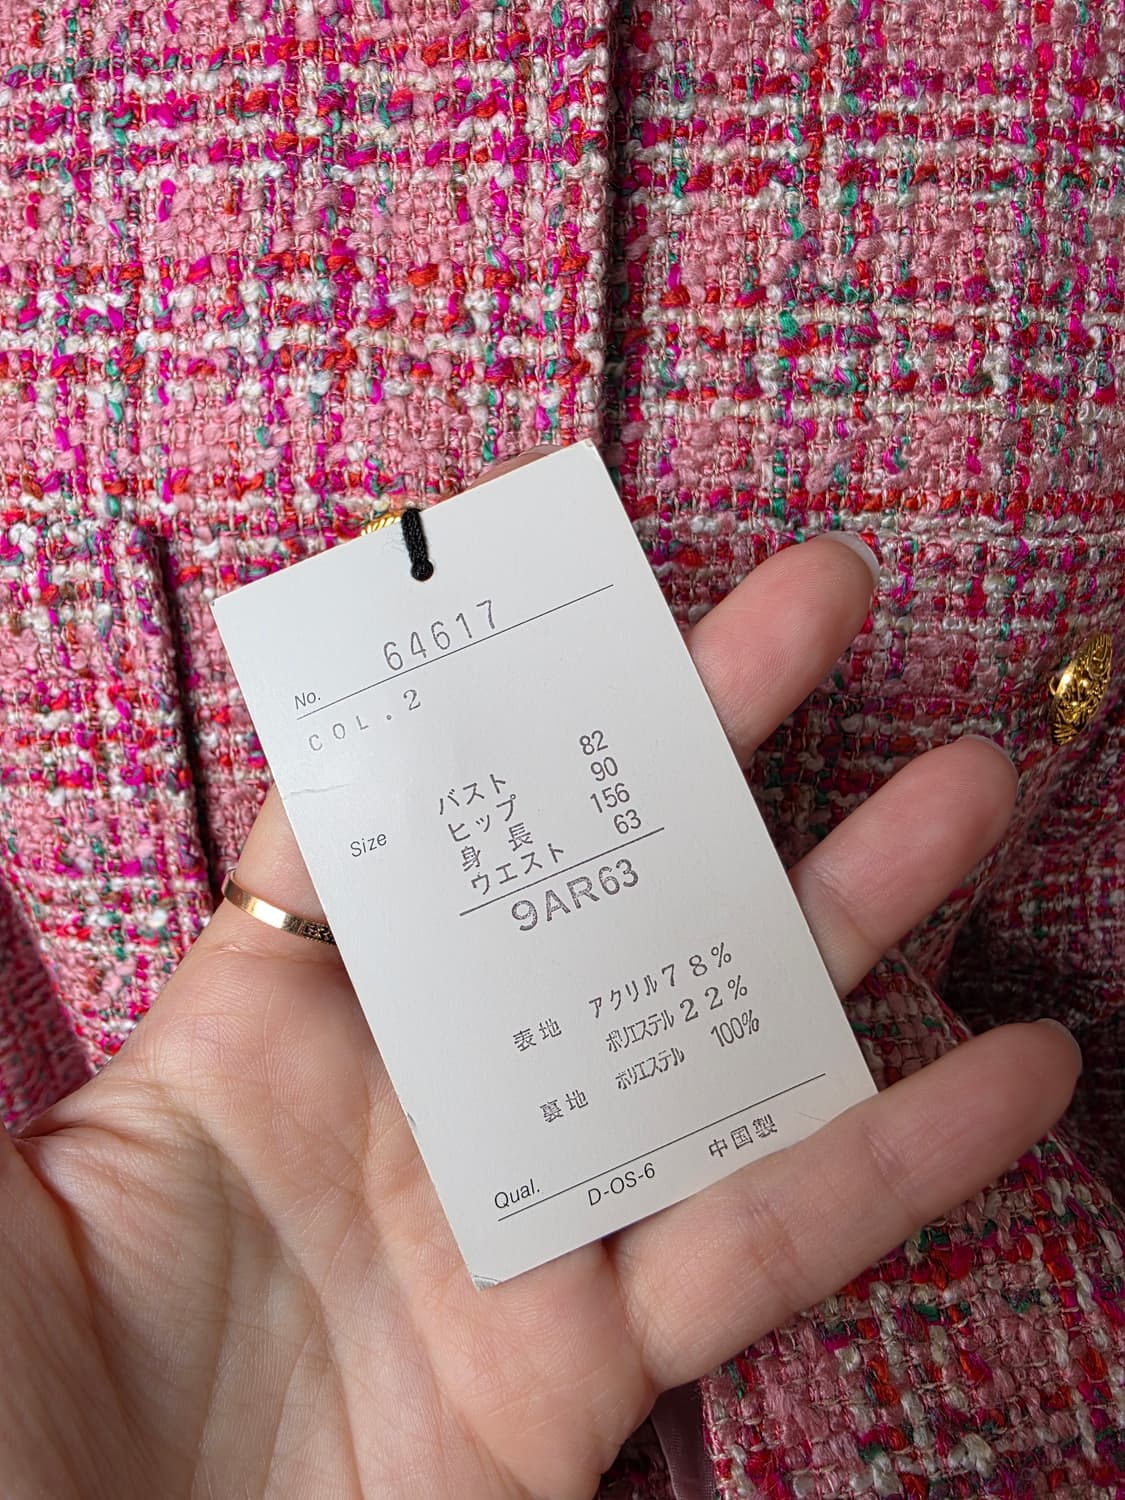 No. 64617
COL.2
Size
バスト 82
ヒップ 90
身長 156
ウエスト 63
9AR63
表地 アクリル78%
ポリエステル22%
裏地 ポリエステル 100%
Qual. D-OS-6 中国製